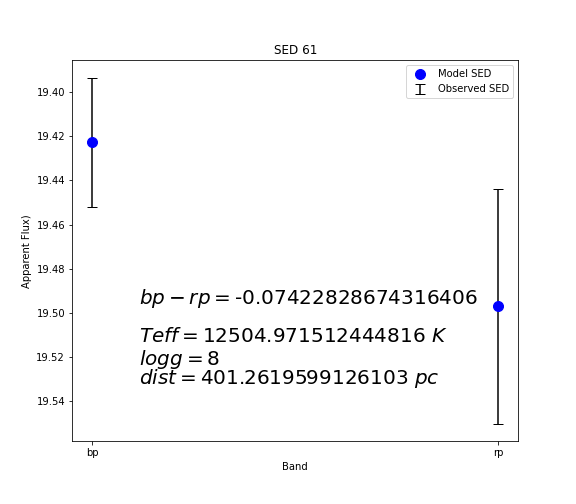 SED 61
Model SED
Observed SED
19.40
19.42
19.44
19.46
19.48
19.50
19.52
19.54
Apparent Flux)
bp − rp = -0.07422828674316406
Teff = 12504.971512444816 K
logg = 8
dist = 401.2619599126103 pc
bp
rp
Band